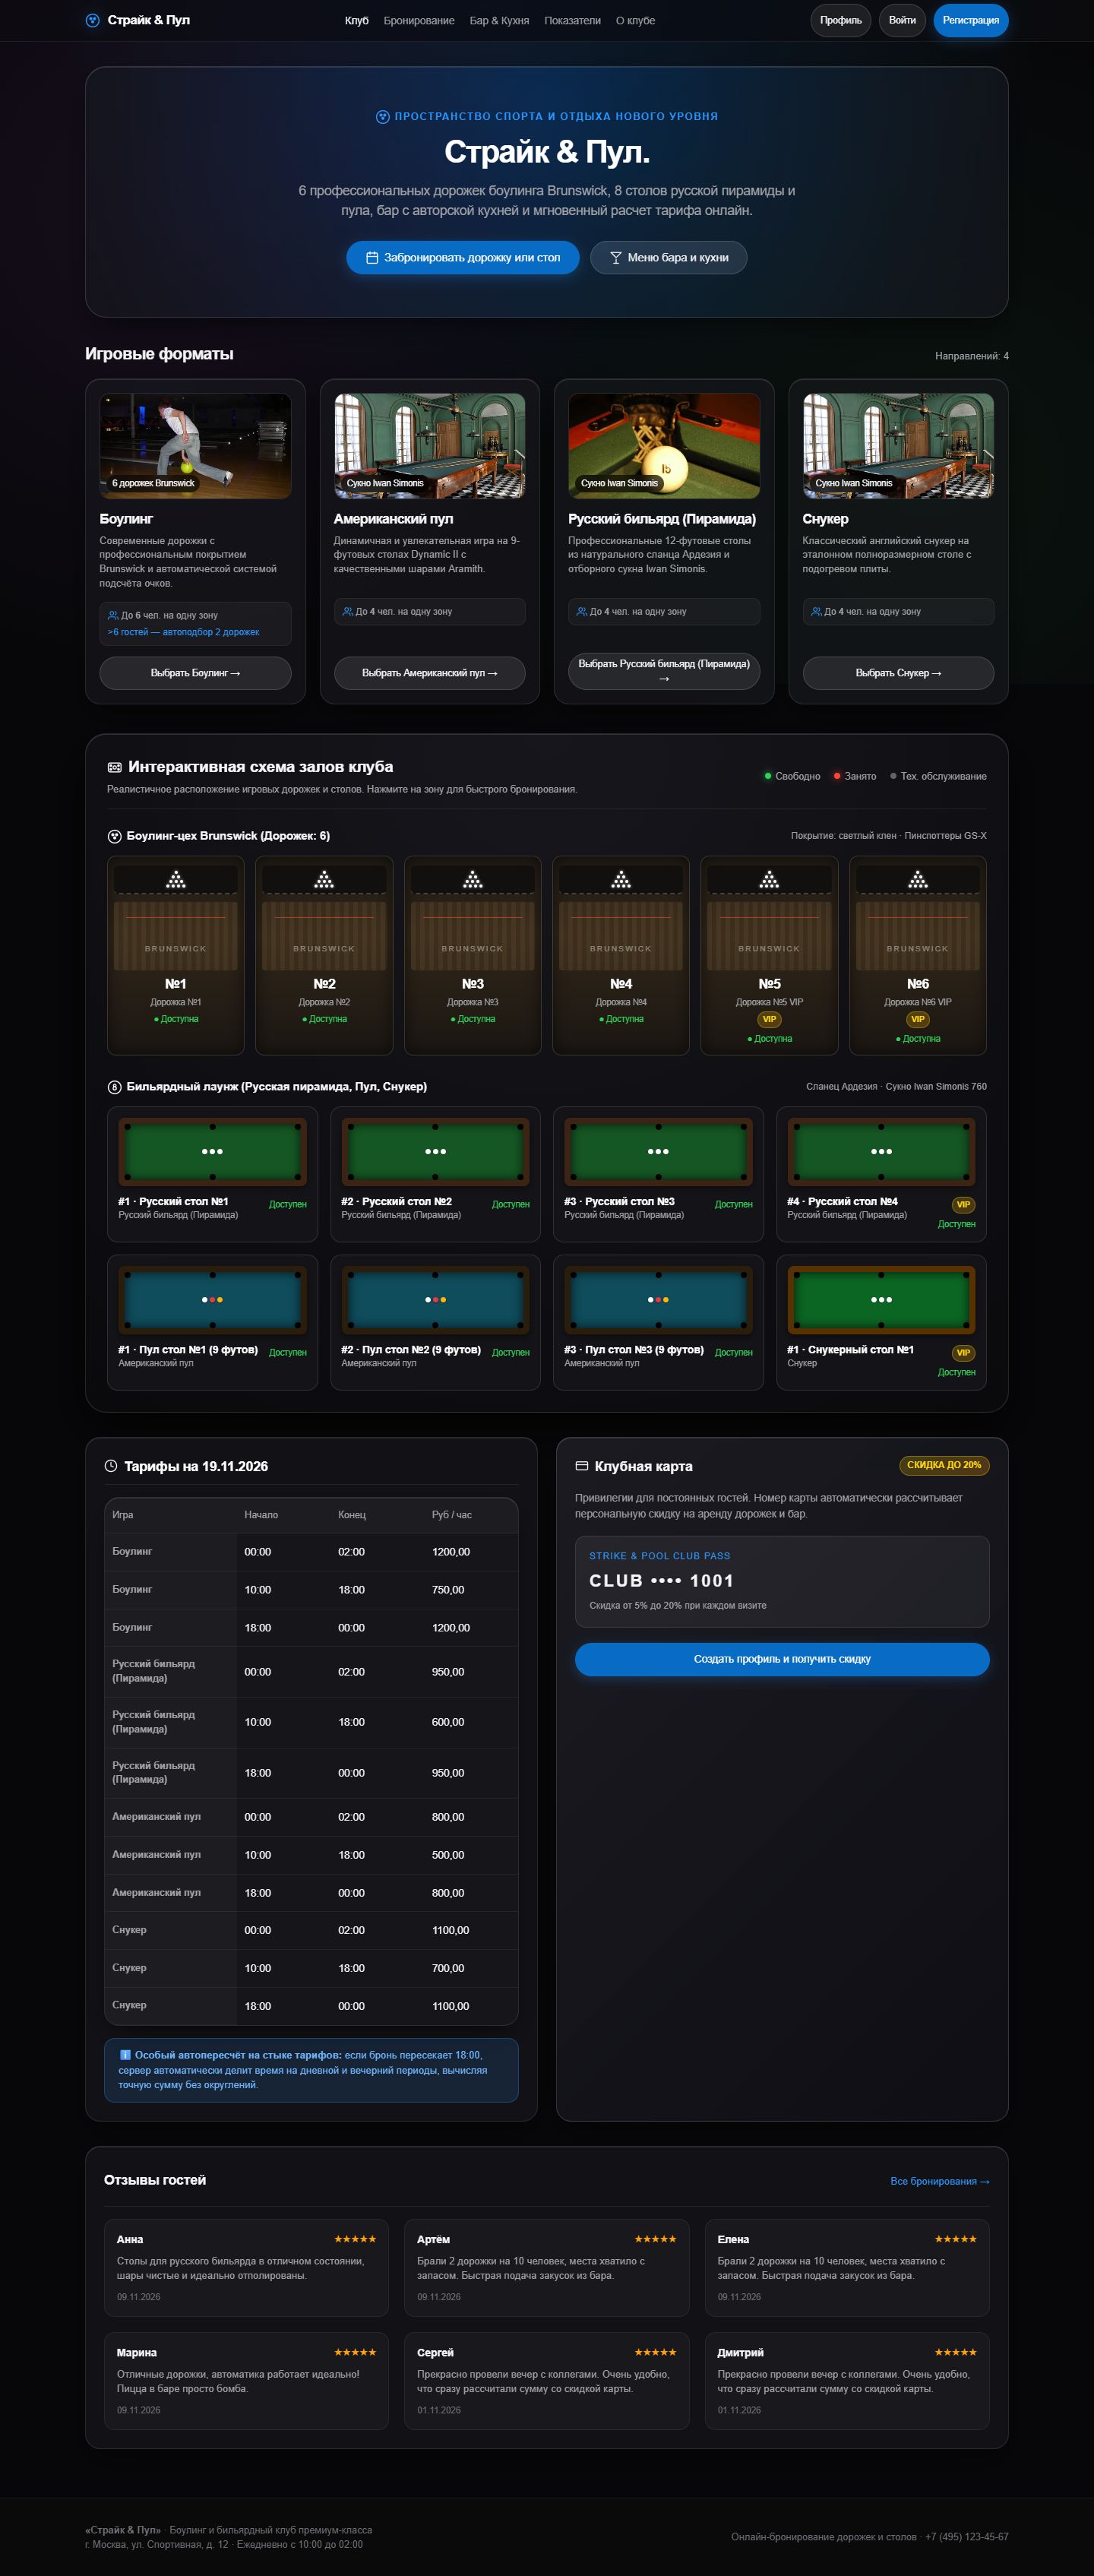 Страйк & Пул
Клуб Бронирование Бар & Кухня Показатели О клубе
Профиль Войти Регистрация
ПРОСТРАНСТВО СПОРТА И ОТДЫХА НОВОГО УРОВНЯ
Страйк & Пул.
6 профессиональных дорожек боулинга Brunswick, 8 столов русской пирамиды и
пула, бар с авторской кухней и мгновенный расчет тарифа онлайн.
Забронировать дорожку или стол
Меню бара и кухни
Игровые форматы
Направлений: 4
6 дорожек Brunswick
Боулинг
Современные дорожки с
профессиональным покрытием
Brunswick и автоматической системой
подсчёта очков.
До 6 чел. на одну зону
>6 гостей — автоподбор 2 дорожек
Выбрать Боулинг →
Сукно Iwan Simonis
Американский пул
Динамичная и увлекательная игра на 9-
футовых столах Dynamic II с
качественными шарами Aramith.
До 4 чел. на одну зону
Выбрать Американский пул →
Сукно Iwan Simonis
Русский бильярд (Пирамида)
Профессиональные 12-футовые столы
из натурального сланца Ардезия и
отборного сукна Iwan Simonis.
До 4 чел. на одну зону
Выбрать Русский бильярд (Пирамида)
→
Сукно Iwan Simonis
Снукер
Классический английский снукер на
эталонном полноразмерном столе с
подогревом плиты.
До 4 чел. на одну зону
Выбрать Снукер →
Интерактивная схема залов клуба
Реалистичное расположение игровых дорожек и столов. Нажмите на зону для быстрого бронирования.
Свободно Занято Тех. обслуживание
Боулинг-цех Brunswick (Дорожек: 6)
Покрытие: светлый клен · Пинспоттеры GS-X
BRUNSWICK
№1
Дорожка №1
● Доступна
BRUNSWICK
№2
Дорожка №2
● Доступна
BRUNSWICK
№3
Дорожка №3
● Доступна
BRUNSWICK
№4
Дорожка №4
● Доступна
BRUNSWICK
№5
Дорожка №5 VIP
VIP
● Доступна
BRUNSWICK
№6
Дорожка №6 VIP
VIP
● Доступна
Бильярдный лаунж (Русская пирамида, Пул, Снукер)
Сланец Ардезия · Сукно Iwan Simonis 760
#1 · Русский стол №1
Русский бильярд (Пирамида)
Доступен
#2 · Русский стол №2
Русский бильярд (Пирамида)
Доступен
#3 · Русский стол №3
Русский бильярд (Пирамида)
Доступен
#4 · Русский стол №4
Русский бильярд (Пирамида)
VIP
Доступен
#1 · Пул стол №1 (9 футов)
Американский пул
Доступен
#2 · Пул стол №2 (9 футов)
Американский пул
Доступен
#3 · Пул стол №3 (9 футов)
Американский пул
Доступен
#1 · Снукерный стол №1
Снукер
VIP
Доступен
Тарифы на 19.11.2026
Игра Начало Конец Руб / час
Боулинг 00:00 02:00 1200,00
Боулинг 10:00 18:00 750,00
Боулинг 18:00 00:00 1200,00
Русский бильярд
(Пирамида) 00:00 02:00 950,00
Русский бильярд
(Пирамида) 10:00 18:00 600,00
Русский бильярд
(Пирамида) 18:00 00:00 950,00
Американский пул 00:00 02:00 800,00
Американский пул 10:00 18:00 500,00
Американский пул 18:00 00:00 800,00
Снукер 00:00 02:00 1100,00
Снукер 10:00 18:00 700,00
Снукер 18:00 00:00 1100,00
Особый автопересчёт на стыке тарифов: если бронь пересекает 18:00,
сервер автоматически делит время на дневной и вечерний периоды, вычисляя
точную сумму без округлений.
Клубная карта
СКИДКА ДО 20%
Привилегии для постоянных гостей. Номер карты автоматически рассчитывает
персональную скидку на аренду дорожек и бар.
STRIKE & POOL CLUB PASS
CLUB •••• 1001
Скидка от 5% до 20% при каждом визите
Создать профиль и получить скидку
Отзывы гостей
Все бронирования →
Анна ★★★★★
Столы для русского бильярда в отличном состоянии,
шары чистые и идеально отполированы.
09.11.2026
Артём ★★★★★
Брали 2 дорожки на 10 человек, места хватило с
запасом. Быстрая подача закусок из бара.
09.11.2026
Елена ★★★★★
Брали 2 дорожки на 10 человек, места хватило с
запасом. Быстрая подача закусок из бара.
09.11.2026
Марина ★★★★★
Отличные дорожки, автоматика работает идеально!
Пицца в баре просто бомба.
09.11.2026
Сергей ★★★★★
Прекрасно провели вечер с коллегами. Очень удобно,
что сразу рассчитали сумму со скидкой карты.
01.11.2026
Дмитрий ★★★★★
Прекрасно провели вечер с коллегами. Очень удобно,
что сразу рассчитали сумму со скидкой карты.
01.11.2026
«Страйк & Пул» · Боулинг и бильярдный клуб премиум-класса
г. Москва, ул. Спортивная, д. 12 · Ежедневно с 10:00 до 02:00
Онлайн-бронирование дорожек и столов · +7 (495) 123-45-67